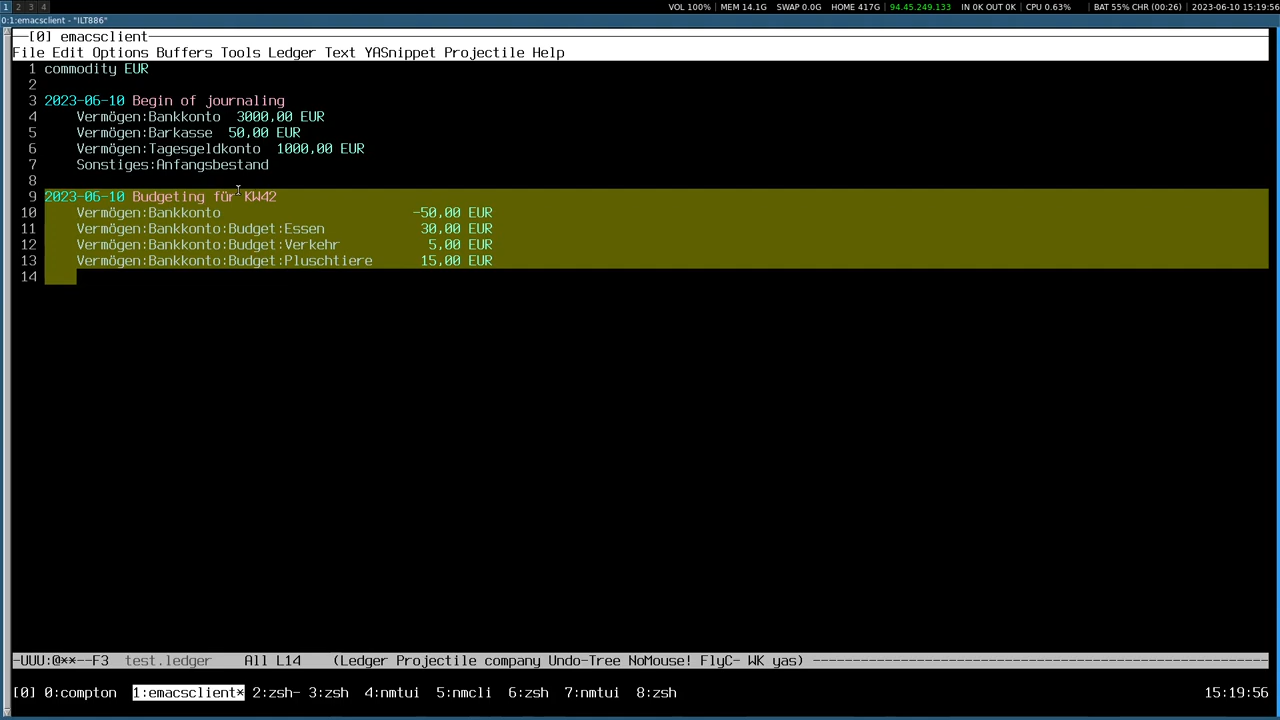 1 2 3 4 VOL 100% | MEM 14.1G SWAP 0.0G HOME 417G | 94.45.249.133 IN 0K OUT 0K | CPU 0.63% | BAT 55% CHR (00:26) | 2023-06-10 15:19:56
0:1:emacsclient - "ILT886"
—[0] emacsclient—
File Edit Options Buffers Tools Ledger Text YASnippet Projectile Help
1 commodity EUR
2
3 2023-06-10 Begin of journaling
4     Vermögen:Bankkonto  3000,00 EUR
5     Vermögen:Barkasse  50,00 EUR
6     Vermögen:Tagesgeldkonto  1000,00 EUR
7     Sonstiges:Anfangsbestand
8
9 2023-06-10 Budgeting für KW42
10     Vermögen:Bankkonto                        -50,00 EUR
11     Vermögen:Bankkonto:Budget:Essen            30,00 EUR
12     Vermögen:Bankkonto:Budget:Verkehr           5,00 EUR
13     Vermögen:Bankkonto:Budget:Pluschtiere      15,00 EUR
14
-UUU:@**--F3  test.ledger    All L14    (Ledger Projectile company Undo-Tree NoMouse! FlyC- WK yas) ----------------------------------------------------------
[0] 0:compton  1:emacsclient* 2:zsh- 3:zsh  4:nmtui  5:nmcli  6:zsh  7:nmtui  8:zsh 15:19:56